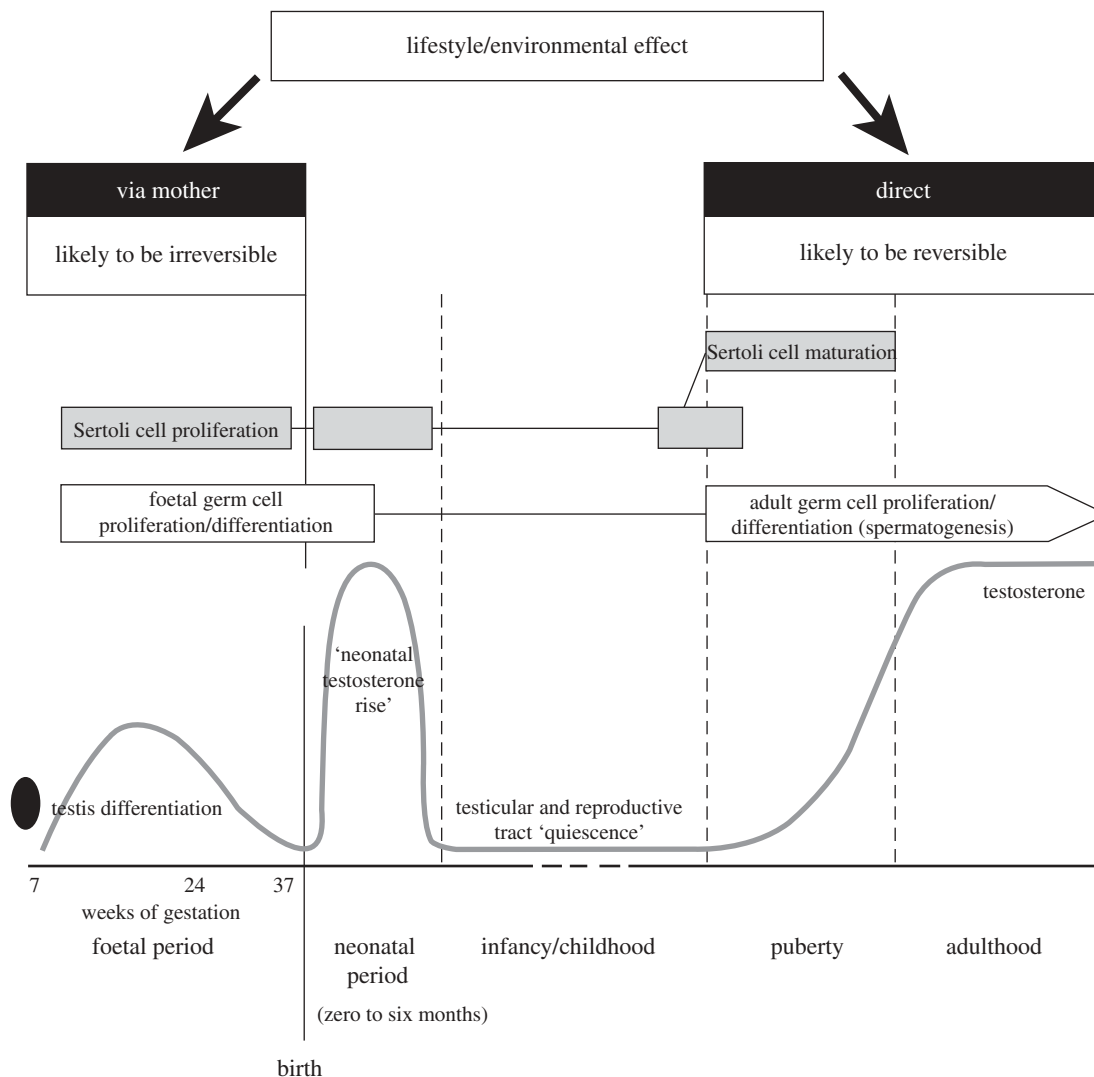 lifestyle/environmental effect
via mother
direct
likely to be irreversible
likely to be reversible
Sertoli cell maturation
Sertoli cell proliferation
foetal germ cell
proliferation/differentiation
adult germ cell proliferation/
differentiation (spermatogenesis)
testosterone
‘neonatal
testosterone
rise’
testis differentiation
testicular and reproductive
tract ‘quiescence’
7
24
37
weeks of gestation
foetal period
neonatal
period
(zero to six months)
infancy/childhood
puberty
adulthood
birth